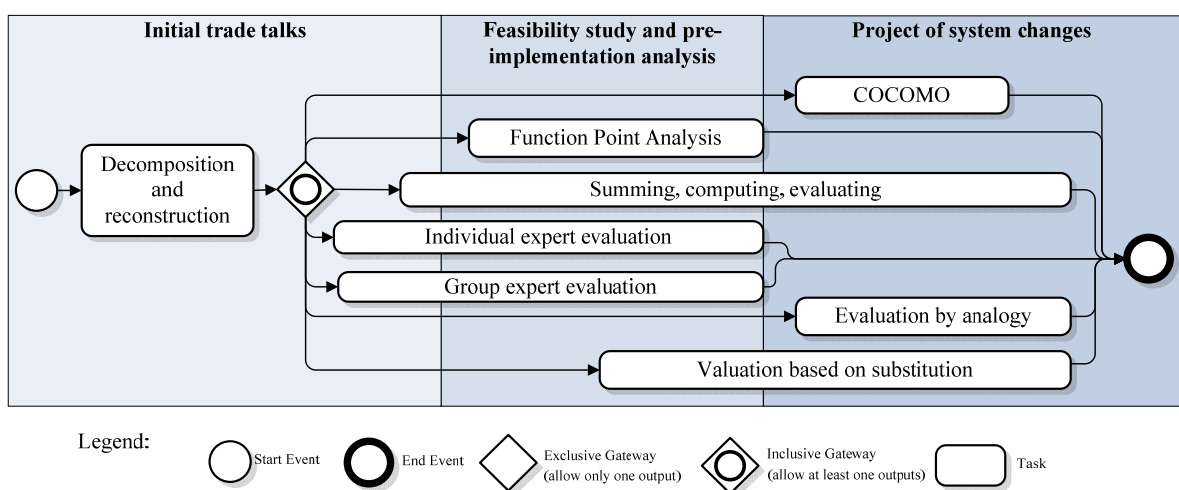 Initial trade talks
Feasibility study and pre-
implementation analysis
Project of system changes
COCOMO
Function Point Analysis
Decomposition
and
reconstruction
Summing, computing, evaluating
Individual expert evaluation
Group expert evaluation
Evaluation by analogy
Valuation based on substitution
Legend:
Start Event
End Event
Exclusive Gateway
(allow only one output)
Inclusive Gateway
(allow at least one outputs)
Task